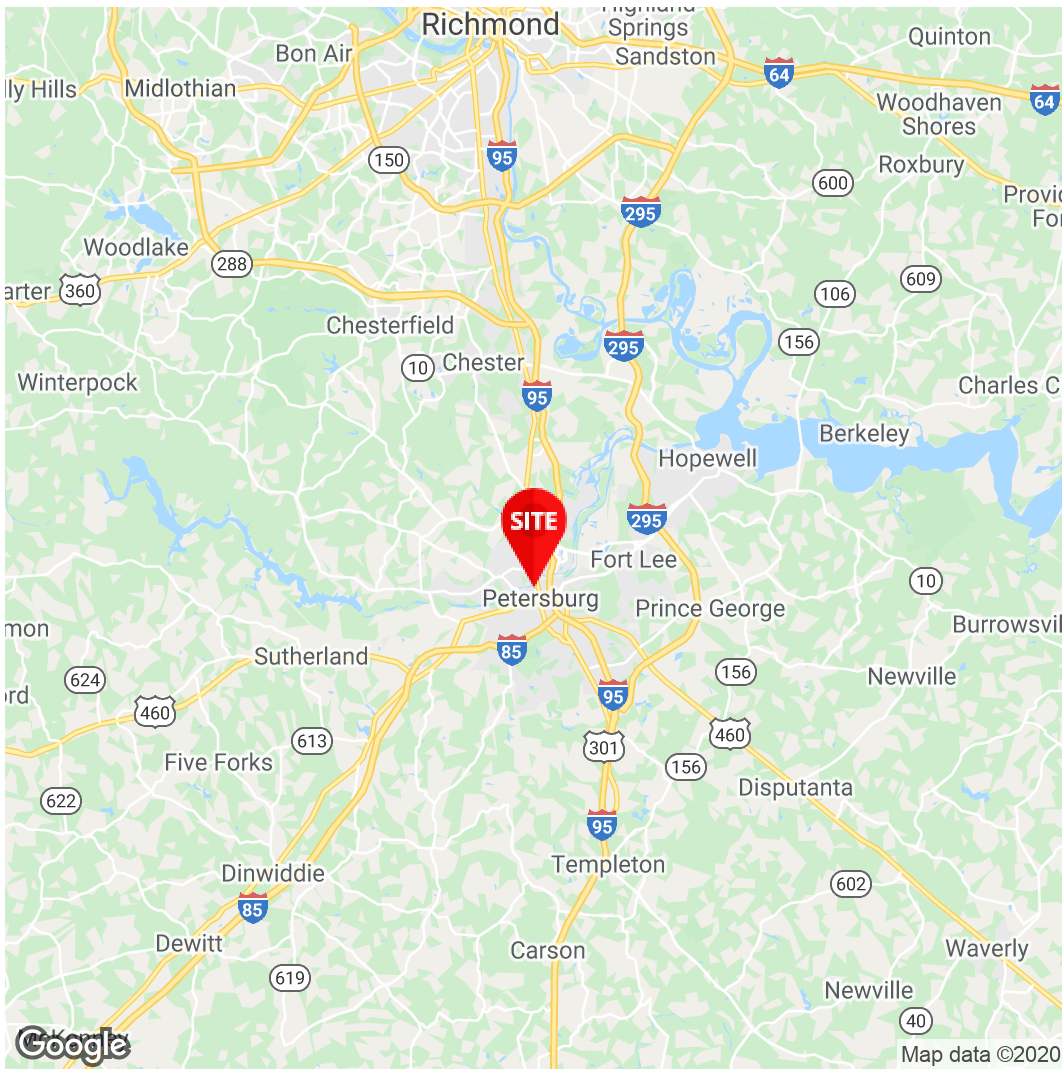 Richmond
Highland
Springs
Sandston
Bon Air
Quinton
lly Hills
Midlothian
64
64
Woodhaven
Shores
95
150
Roxbury
600
Provic
For
295
Woodlake
288
360
arter
609
106
Chesterfield
156
295
10
Chester
Winterpock
95
Charles C
Berkeley
Hopewell
295
SITE
Fort Lee
10
Petersburg
Prince George
mon
Burrowsvil
85
Sutherland
156
624
Newville
ord
95
460
460
613
301
156
Five Forks
Disputanta
622
95
Templeton
Dinwiddie
602
85
Dewitt
Carson
Waverly
619
Newville
40
Google
Map data ©2020